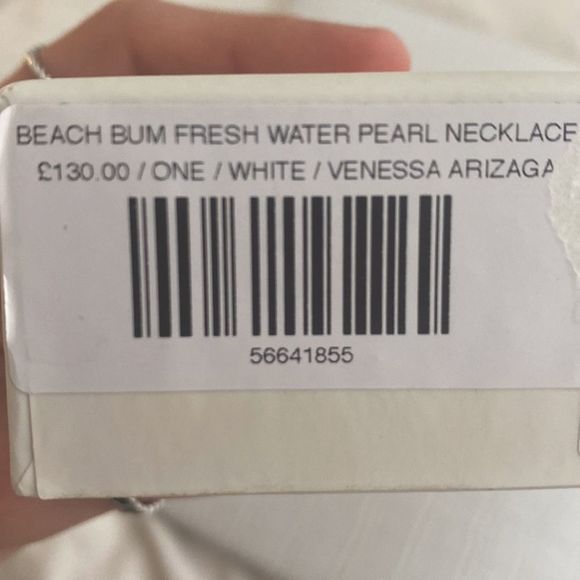 BEACH BUM FRESH WATER PEARL NECKLACE
£130.00 / ONE / WHITE / VENESSA ARIZAGA
56641855